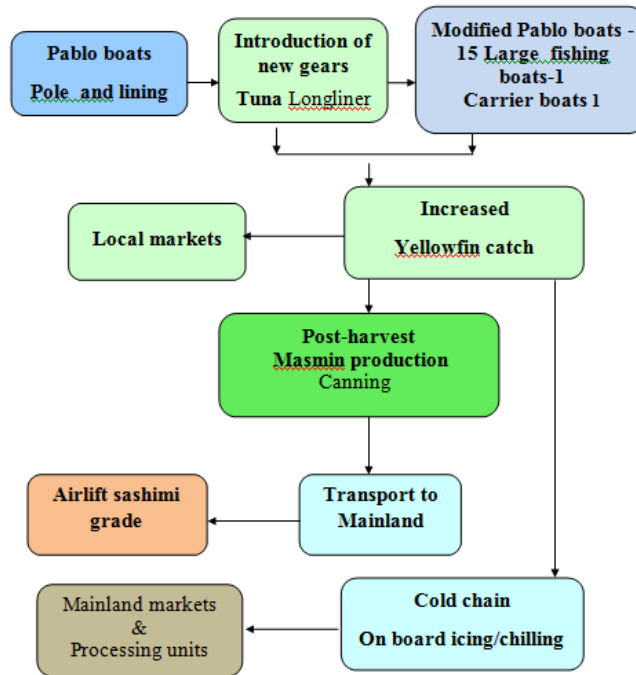 Pablo boats
Pole and lining
Introduction of
new gears
Tuna Longliner
Modified Pablo boats -
15 Large fishing
boats-1
Carrier boats 1
Local markets
Increased
Yellowfin catch
Post-harvest
Masmin production
Canning
Airlift sashimi
grade
Transport to
Mainland
Mainland markets
&
Processing units
Cold chain
On board icing/chilling